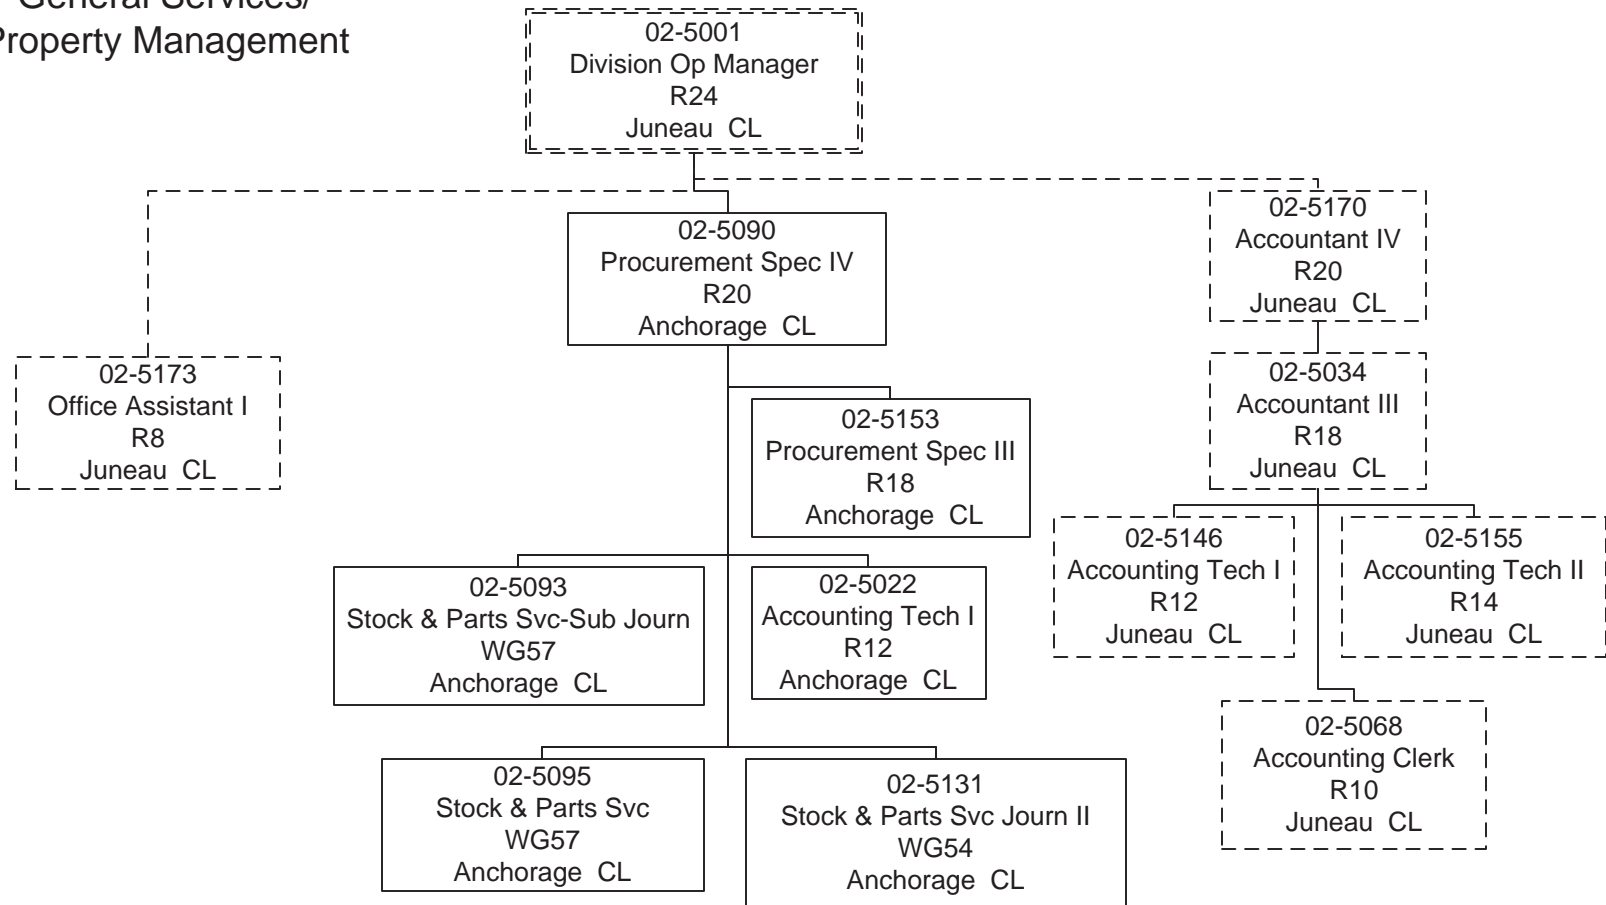 General Services/
Property Management
02-5001
Division Op Manager
R24
Juneau CL
02-5090
Procurement Spec IV
R20
Anchorage CL
02-5170
Accountant IV
R20
Juneau CL
02-5173
Office Assistant I
R8
Juneau CL
02-5153
Procurement Spec III
R18
Anchorage CL
02-5034
Accountant III
R18
Juneau CL
02-5093
Stock & Parts Svc-Sub Journ
WG57
Anchorage CL
02-5022
Accounting Tech I
R12
Anchorage CL
02-5146
Accounting Tech I
R12
Juneau CL
02-5155
Accounting Tech II
R14
Juneau CL
02-5095
Stock & Parts Svc
WG57
Anchorage CL
02-5131
Stock & Parts Svc Journ II
WG54
Anchorage CL
02-5068
Accounting Clerk
R10
Juneau CL